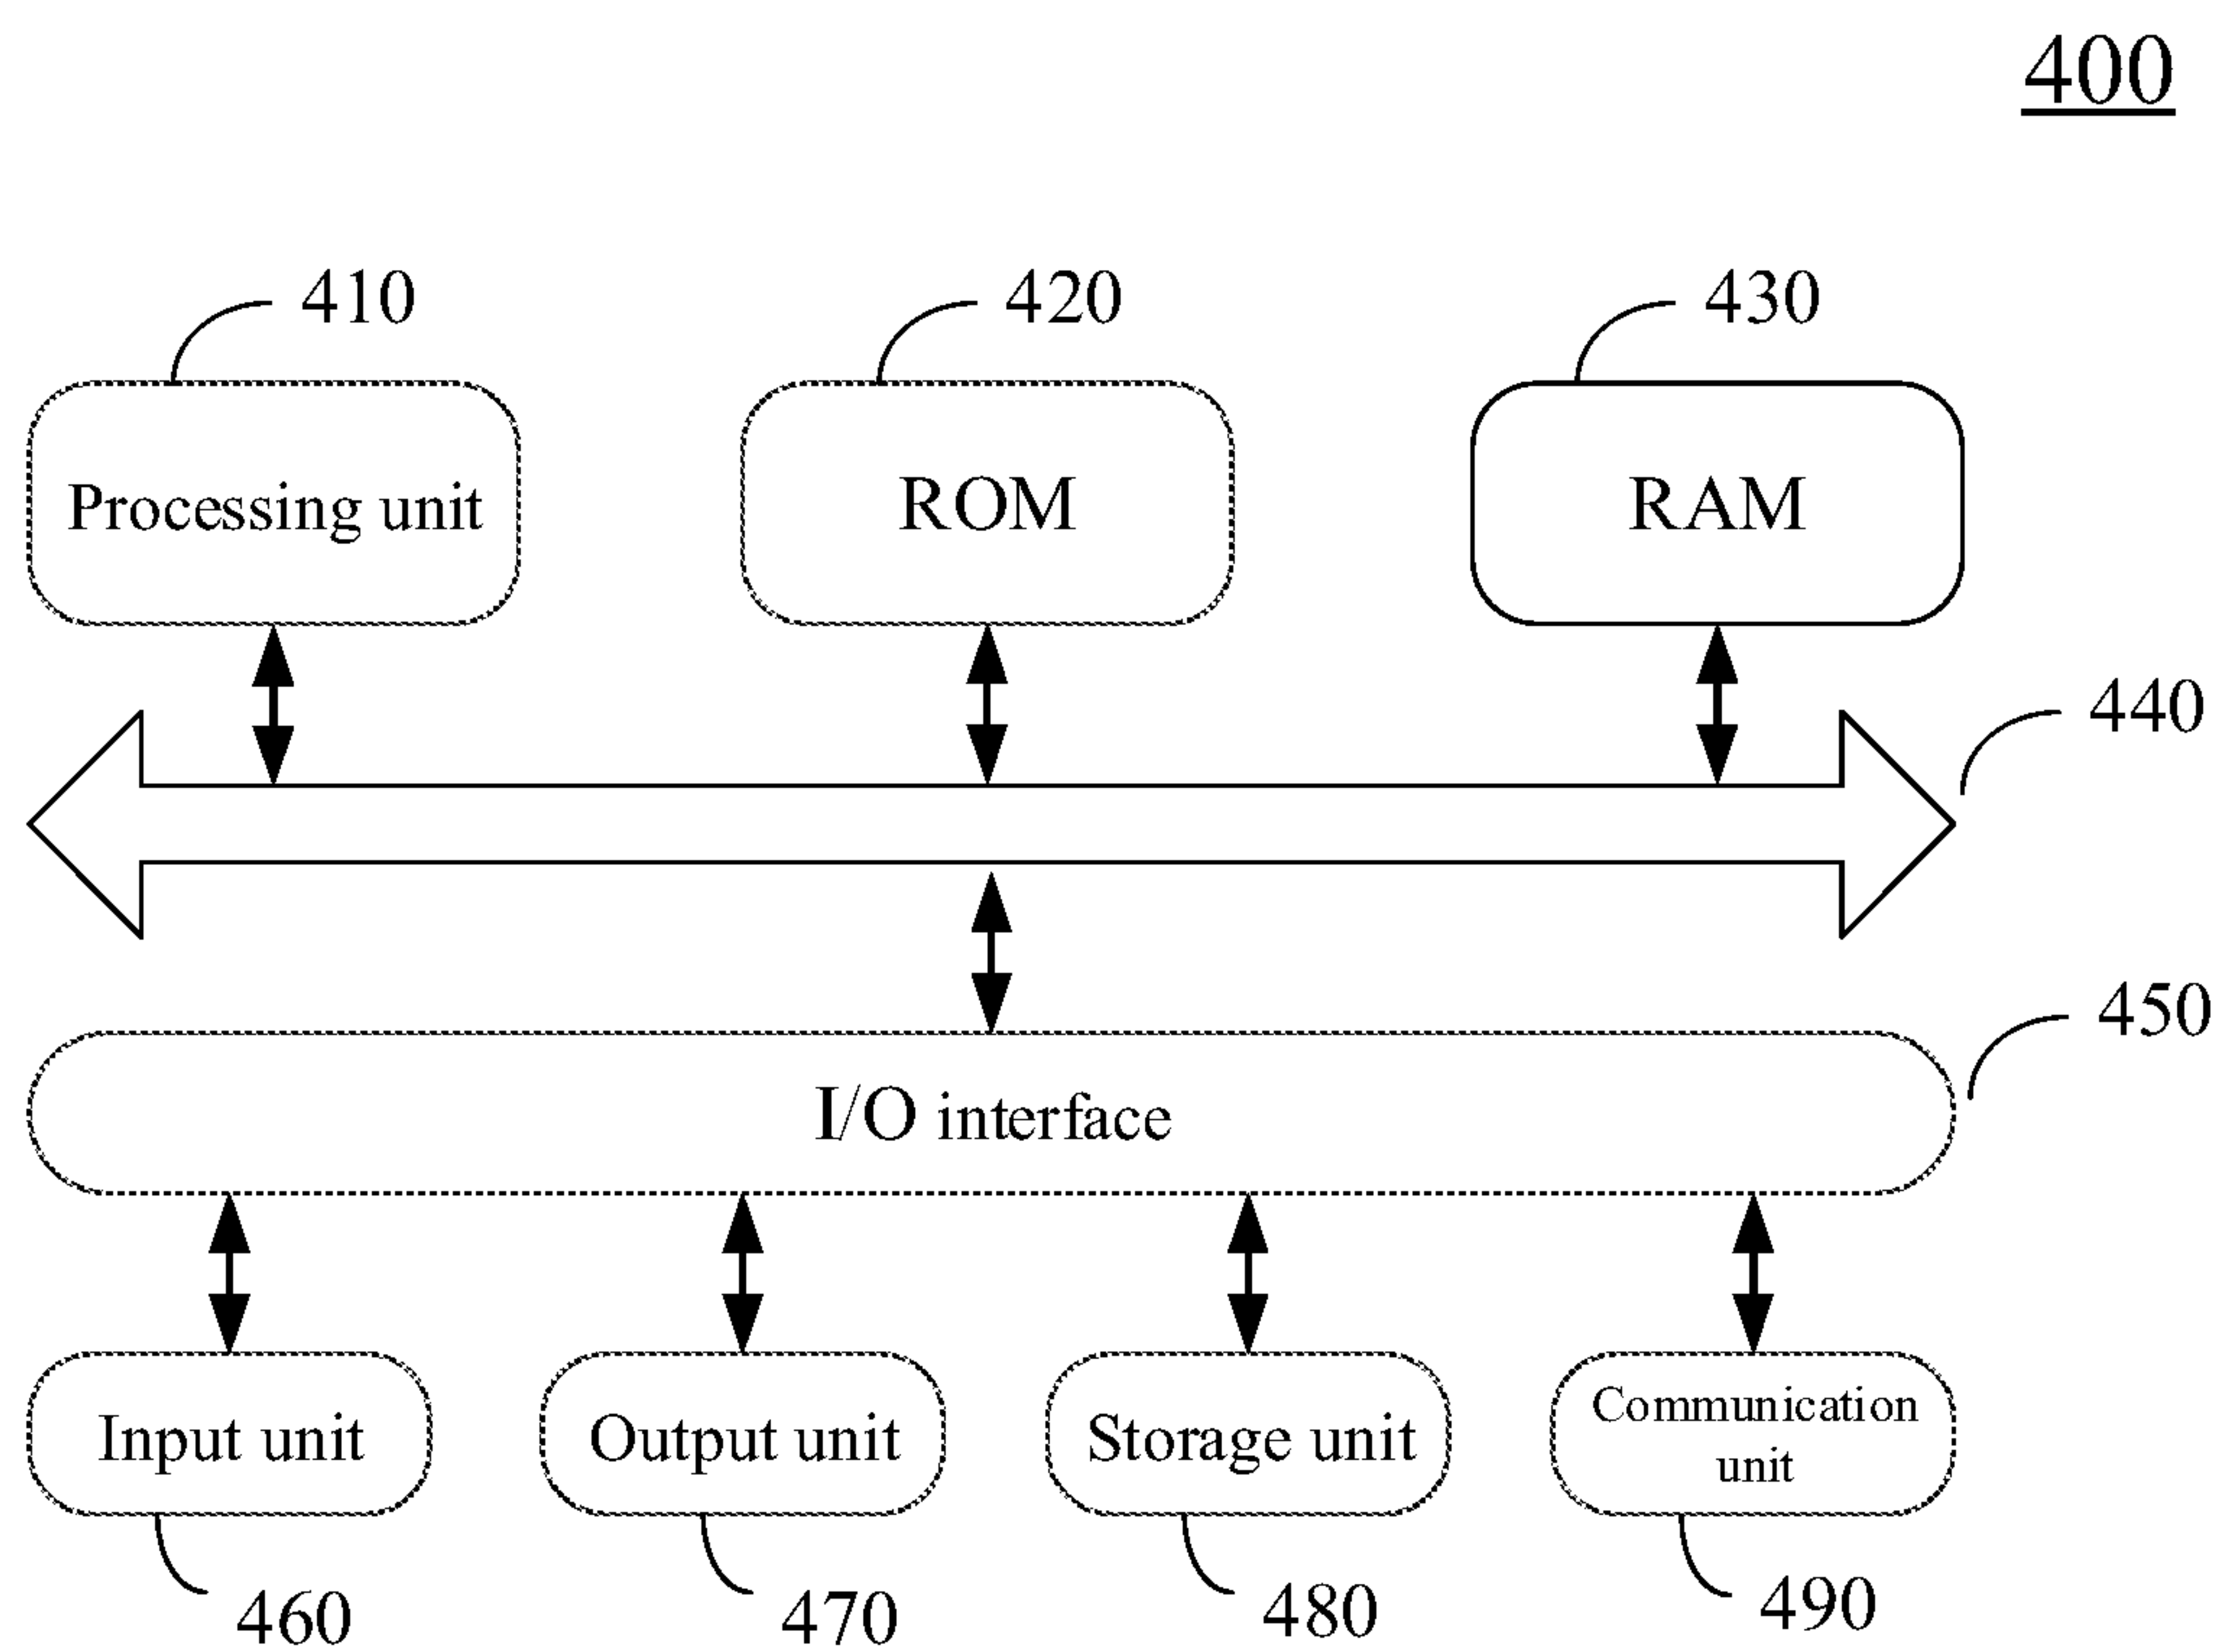 400
410
420
430
Processing unit
ROM
RAM
440
450
I/O interface
Input unit
Output unit
Storage unit
Communication
unit
460
470
480
490